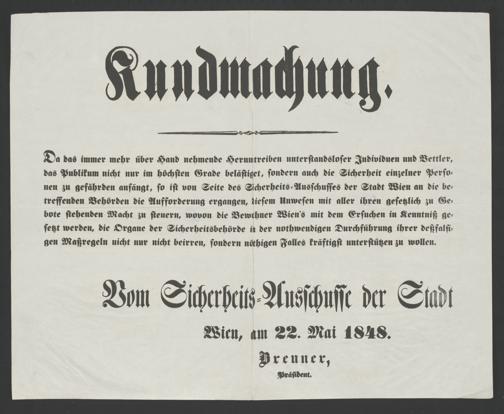 Kundmachung.
Da das immer mehr über Hand nehmende Herumtreiben unterstandsloser Individuen und Bettler,
das Publikum nicht nur im höchsten Grade belästiget, sondern auch die Sicherheit einzelner Perso-
nen zu gefährden anfängt, so ist von Seite des Sicherheits-Ausschusses der Stadt Wien an die be-
treffenden Behörden die Aufforderung ergangen, diesem Unwesen mit aller ihren gesetzlich zu Ge-
bote stehenden Macht zu steuern, wovon die Bewohner Wien's mit dem Ersuchen in Kenntniß ge-
setzt werden, die Organe der Sicherheitsbehörde in der nothwendigen Durchführung ihrer deßfalsi-
gen Maßregeln nicht nur nicht beirren, sondern nöthigen Falles kräftigst unterstützen zu wollen.
Vom Sicherheits-Ausschusse der Stadt
Wien, am 22. Mai 1848.
Brenner,
Präsident.